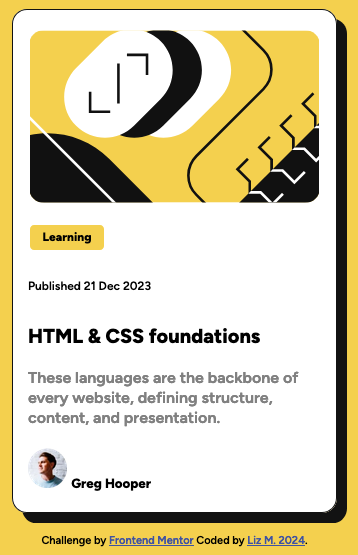 Learning
Published 21 Dec 2023
HTML & CSS foundations
These languages are the backbone of
every website, defining structure,
content, and presentation.
Greg Hooper
Challenge by Frontend Mentor Coded by Liz M. 2024.